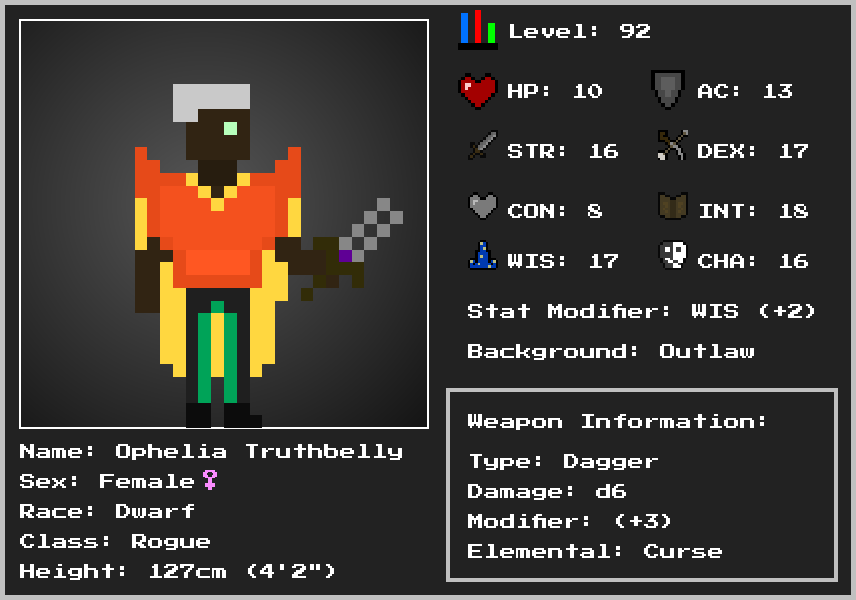 Level: 92
HP: 10 AC: 13
STR: 16 DEX: 17
CON: 8 INT: 18
WIS: 17 CHA: 16
Stat Modifier: WIS (+2)
Background: Outlaw
Weapon Information:
Type: Dagger
Damage: d6
Modifier: (+3)
Elemental: Curse
Name: Ophelia Truthbelly
Sex: Female♀
Race: Dwarf
Class: Rogue
Height: 127cm (4'2")